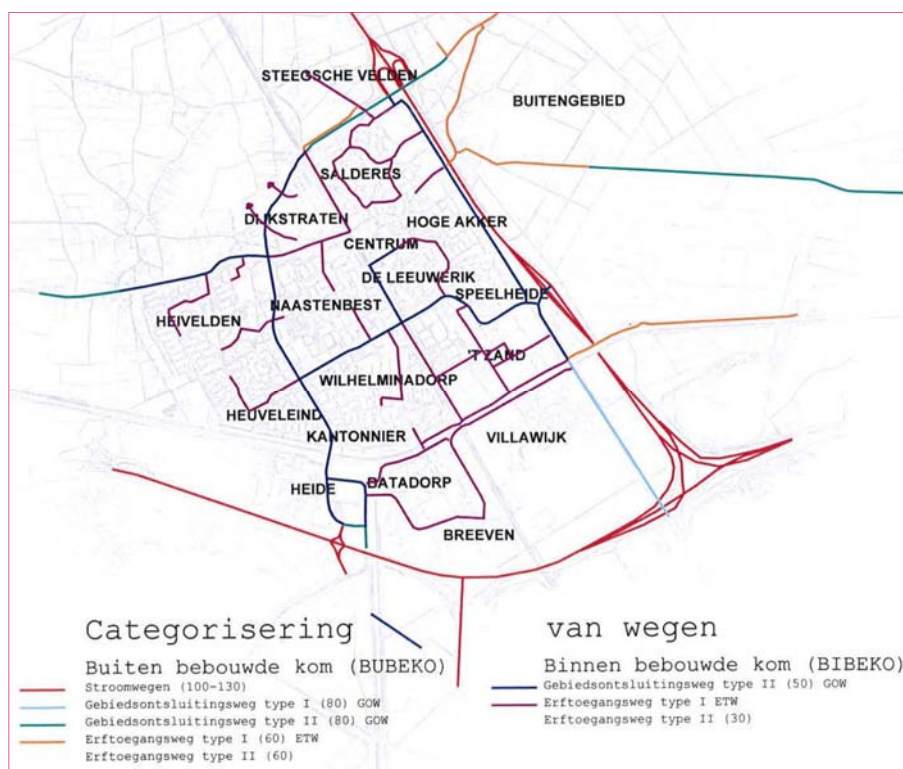 STEEGSCHE VELDEN
BUITENGEBIED
SALDERES
DIJKSTRATEN
HOGE AKKER
CENTRUM
DE LEEUWERIK
SPEELHEIDE
NAASTENBEST
HEIVELDEN
'T ZAND
WILHELMINADORP
HEUVELEIND
KANTONNIER
VILLAWIJK
HEIDE
BATADORP
BREEVEN
Categorisering van wegen
Buiten bebouwde kom (BUBEKO)
Stroomwegen (100-130)
Gebiedsontsluitingsweg type I (80) GOW
Gebiedsontsluitingsweg type II (80) GOW
Erftoegangsweg type I (60) ETW
Erftoegangsweg type II (60)
Binnen bebouwde kom (BIBEKO)
Gebiedsontsluitingsweg type II (50) GOW
Erftoegangsweg type I ETW
Erftoegangsweg type II (30)